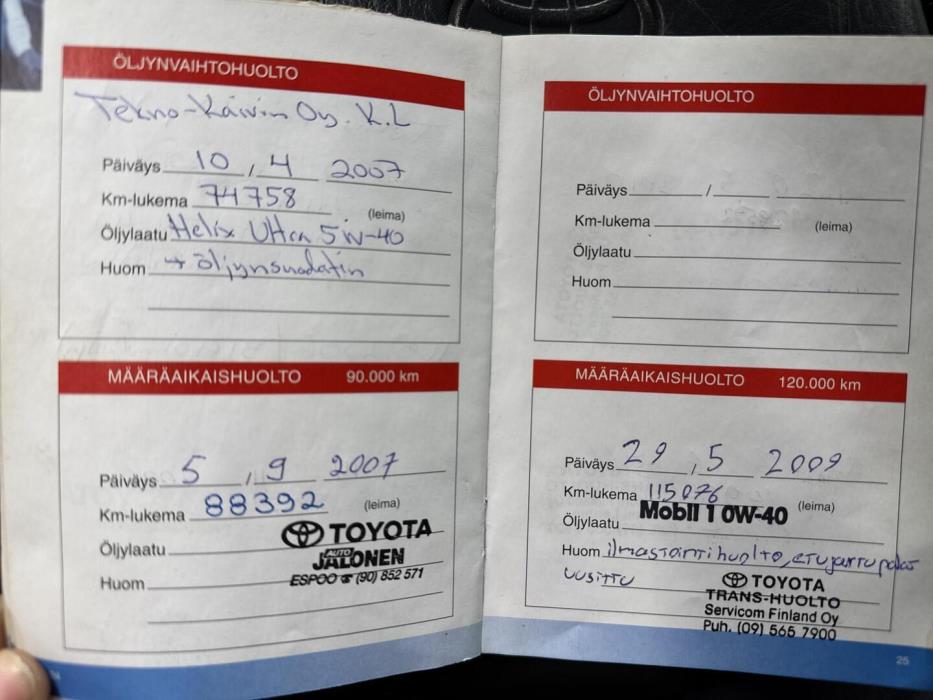 ÖLJYNVAIHTOHUOLTO
Tekno-Kaivin Oy. K.L
Päiväys 10 / 4 2007
Km-lukema 74758
(leima)
Öljylaatu Helix Ultra 5W-40
Huom + öljynsuodatin
MÄÄRÄAIKAISHUOLTO 90.000 km
Päiväys 5 / 9 2007
Km-lukema 88392 (leima)
Öljylaatu
TOYOTA
AUTO
JALONEN
Huom
ESPOO ☎ (90) 852 571
ÖLJYNVAIHTOHUOLTO
Päiväys /
Km-lukema (leima)
Öljylaatu
Huom
MÄÄRÄAIKAISHUOLTO 120.000 km
Päiväys 29 , 5 2009
Km-lukema 115076 (leima)
Öljylaatu Mobil 1 0W-40
Huom ilmastointihuolto, etujarrupalat
uusittu
TOYOTA
TRANS-HUOLTO
Servicom Finland Oy
Puh. (09) 565 7900
25